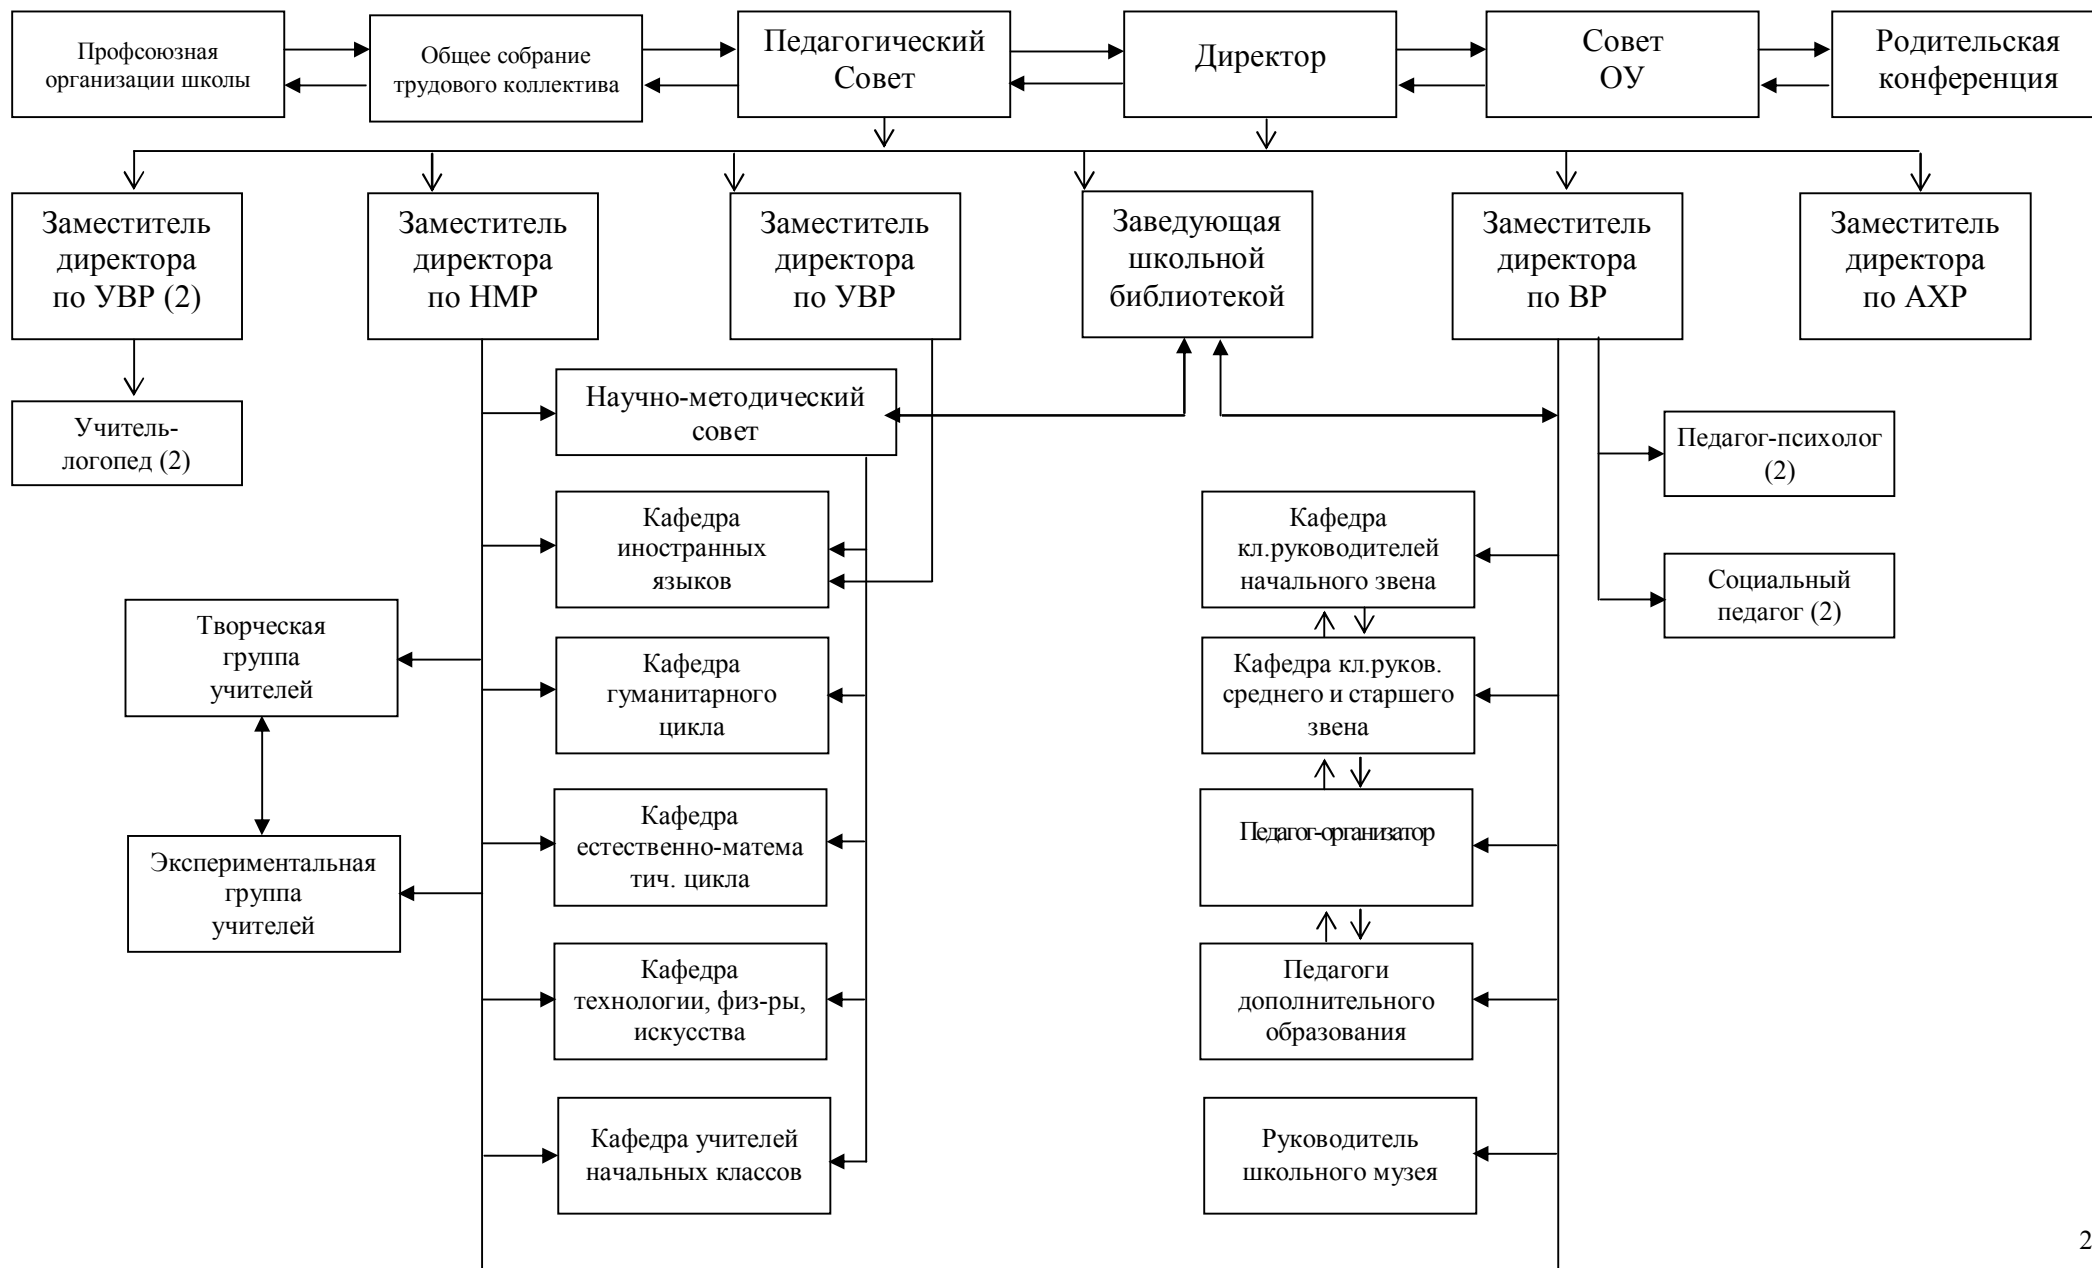 Профсоюзная
организации школы
Общее собрание
трудового коллектива
Педагогический
Совет
Директор
Совет
ОУ
Родительская
конференция
Заместитель
директора
по УВР (2)
Заместитель
директора
по НМР
Заместитель
директора
по УВР
Заведующая
школьной
библиотекой
Заместитель
директора
по ВР
Заместитель
директора
по АХР
Учитель-
логопед (2)
Научно-методический
совет
Педагог-психолог
(2)
Кафедра
иностранных
языков
Кафедра
кл.руководителей
начального звена
Социальный
педагог (2)
Творческая
группа
учителей
Кафедра
гуманитарного
цикла
Кафедра кл.руков.
среднего и старшего
звена
Экспериментальная
группа
учителей
Кафедра
естественно-матема
тич. цикла
Педагог-организатор
Кафедра
технологии, физ-ры,
искусства
Педагоги
дополнительного
образования
Кафедра учителей
начальных классов
Руководитель
школьного музея
2